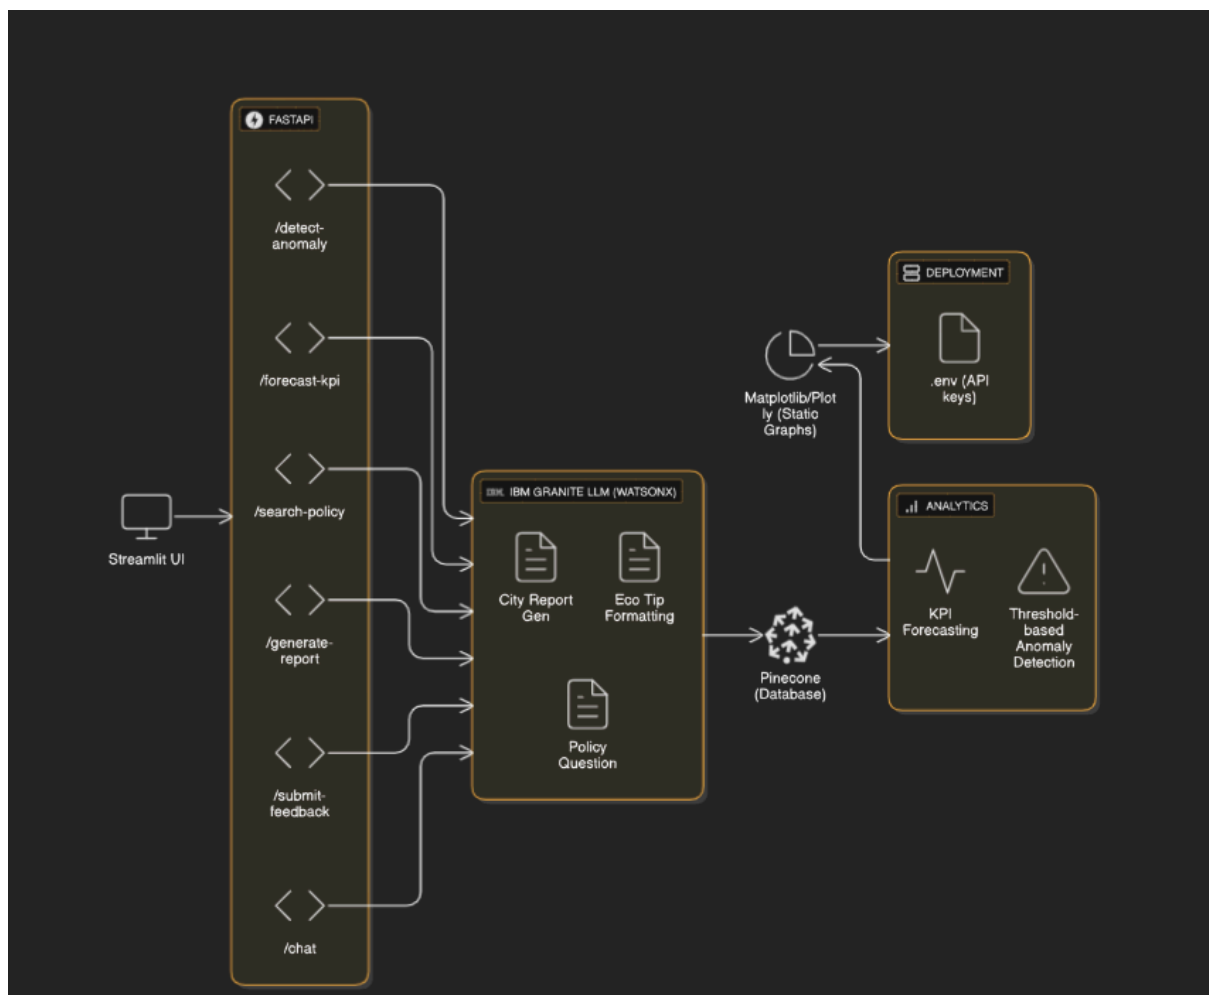 FASTAPI
/detect-
anomaly
/forecast-kpi
/search-policy
/generate-
report
/submit-
feedback
/chat
Streamlit UI
IBM
IBM GRANITE LLM (WATSONX)
City Report
Gen
Eco Tip
Formatting
Policy
Question
Pinecone
(Database)
Matplotlib/Plot
ly (Static
Graphs)
DEPLOYMENT
.env (API
keys)
ANALYTICS
KPI
Forecasting
Threshold-
based
Anomaly
Detection